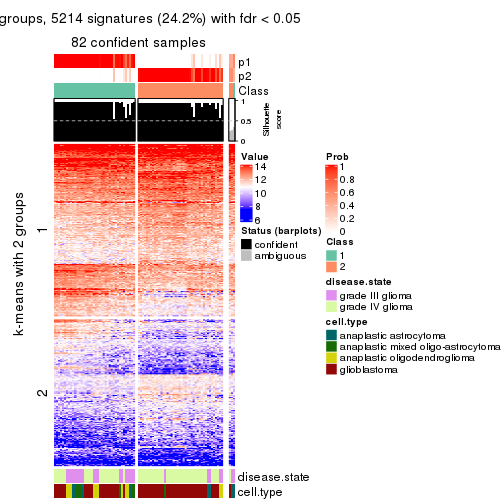 groups, 5214 signatures (24.2%) with fdr < 0.05
82 confident samples
p1
p2
Class
1
0.5
0
Silhouette
score
k-means with 2 groups
1
2
Value
14
12
10
8
6
Status (barplots)
confident
ambiguous
Prob
1
0.8
0.6
0.4
0.2
0
Class
1
2
disease.state
grade III glioma
grade IV glioma
cell.type
anaplastic astrocytoma
anaplastic mixed oligo-astrocytoma
anaplastic oligodendroglioma
glioblastoma
disease.state
cell.type